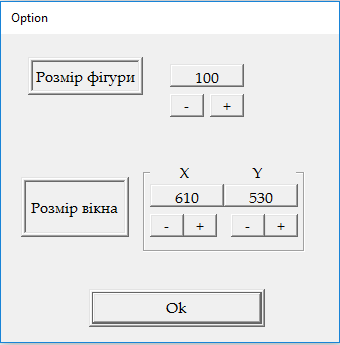 Option
Розмір фігури
100
- +
X Y
Розмір вікна
610 530
- + - +
Ok